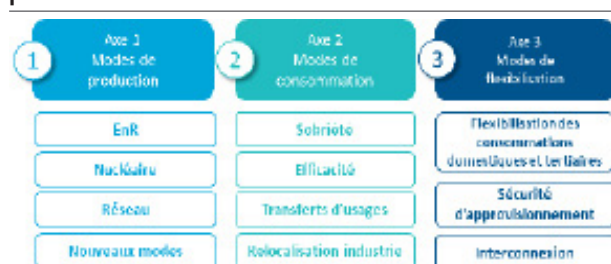 1
Axe 1
Modes de
production
EnR
Nucléaire
Réseau
Nouveaux modes
2
Axe 2
Modes de
consommation
Sobriété
Efficacité
Transferts d'usages
Relocalisation industrie
3
Axe 3
Modes de
flexibilisation
Flexibilisation des
consommations
domestiques et tertiaires
Sécurité
d'approvisionnement
Interconnexion